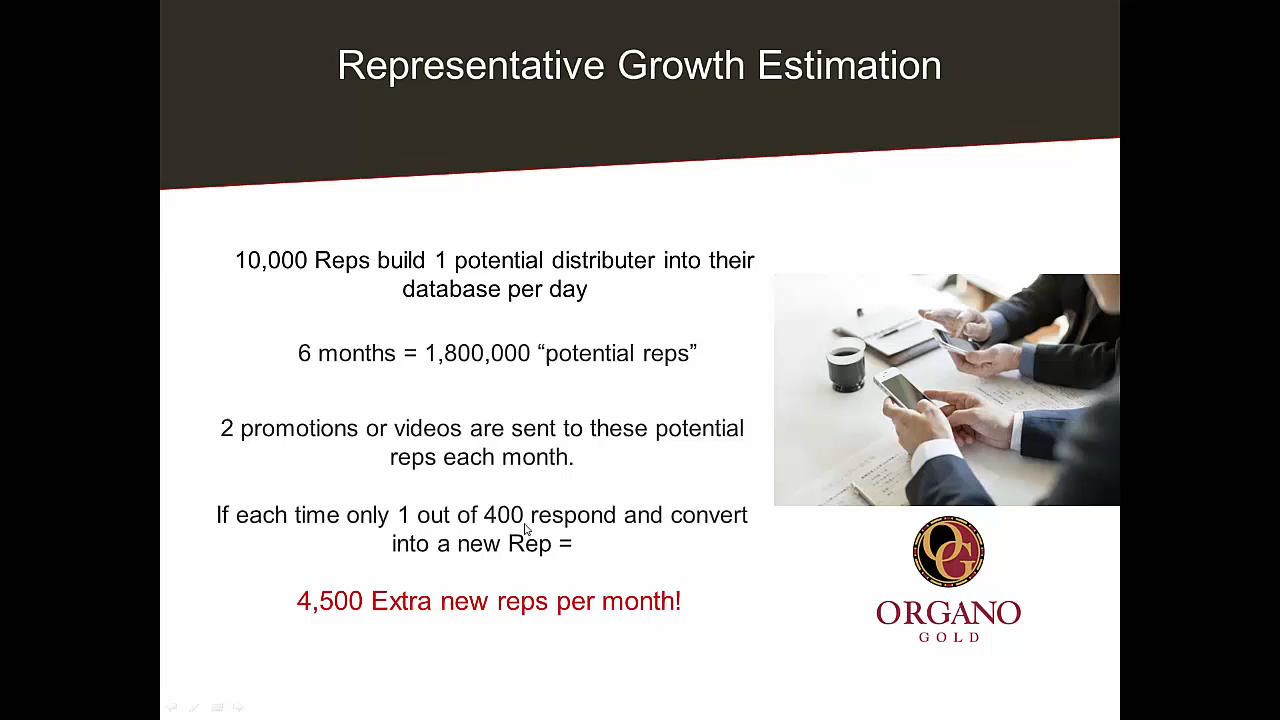 Representative Growth Estimation
10,000 Reps build 1 potential distributer into their
database per day
6 months = 1,800,000 “potential reps”
2 promotions or videos are sent to these potential
reps each month.
If each time only 1 out of 400 respond and convert
into a new Rep =
4,500 Extra new reps per month!
OG
ORGANO
GOLD